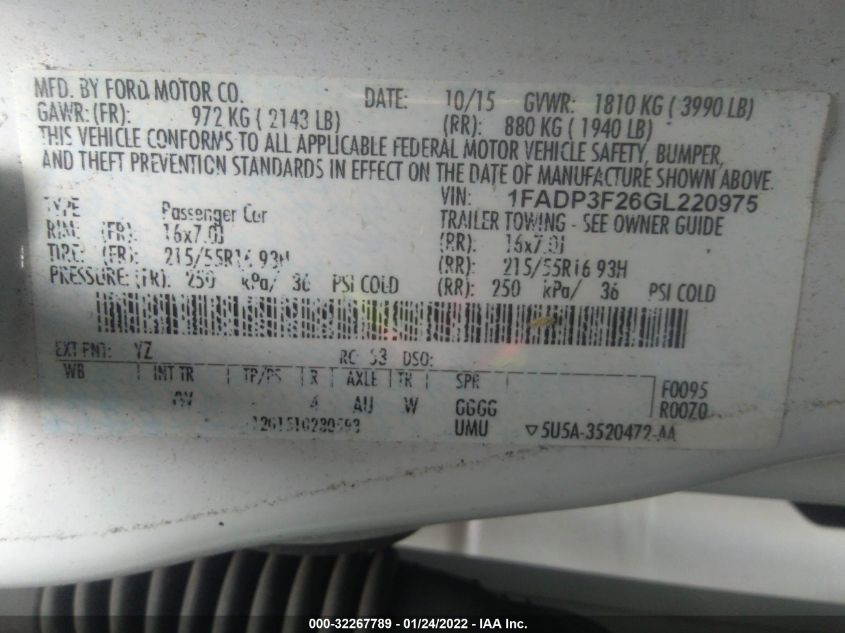 MFD. BY FORD MOTOR CO. DATE: 10/15 GVWR: 1810 KG ( 3990 LB)
GAWR: (FR): 972 KG ( 2143 LB) (RR): 880 KG ( 1940 LB)
THIS VEHICLE CONFORMS TO ALL APPLICABLE FEDERAL MOTOR VEHICLE SAFETY, BUMPER,
AND THEFT PREVENTION STANDARDS IN EFFECT ON THE DATE OF MANUFACTURE SHOWN ABOVE.
VIN: 1FADP3F26GL220975
TYPE Passenger Car TRAILER TOWING - SEE OWNER GUIDE
RIM: (FR): 16x7.0J (RR): 16x7.0J
TIRE: (FR): 215/55R16 93H (RR): 215/55R16 93H
PRESSURE: (FR): 250 kPa/ 36 PSI COLD (RR): 250 kPa/ 36 PSI COLD
EXT PNT: YZ RC: 53 DSO:
WB INT TR TP/PS R AXLE TR SPR F0095
4 AU W GGGG R0070
UMU ▽5U5A-3520472-AA
000-32267789 - 01/24/2022 - IAA Inc.